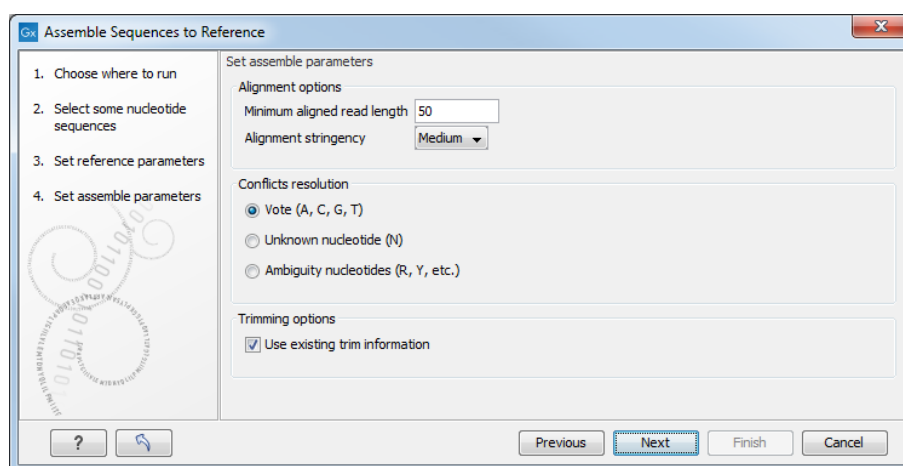 Gx Assemble Sequences to Reference
1. Choose where to run
2. Select some nucleotide
sequences
3. Set reference parameters
4. Set assemble parameters
Set assemble parameters
Alignment options
Minimum aligned read length 50
Alignment stringency Medium
Conflicts resolution
Vote (A, C, G, T)
Unknown nucleotide (N)
Ambiguity nucleotides (R, Y, etc.)
Trimming options
Use existing trim information
?
Previous Next Finish Cancel